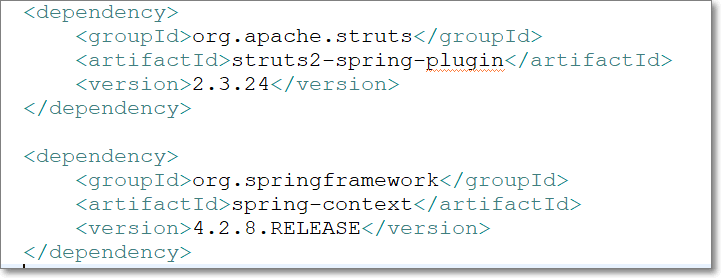 <dependency>
    <groupId>org.apache.struts</groupId>
    <artifactId>struts2-spring-plugin</artifactId>
    <version>2.3.24</version>
</dependency>

<dependency>
    <groupId>org.springframework</groupId>
    <artifactId>spring-context</artifactId>
    <version>4.2.8.RELEASE</version>
</dependency>